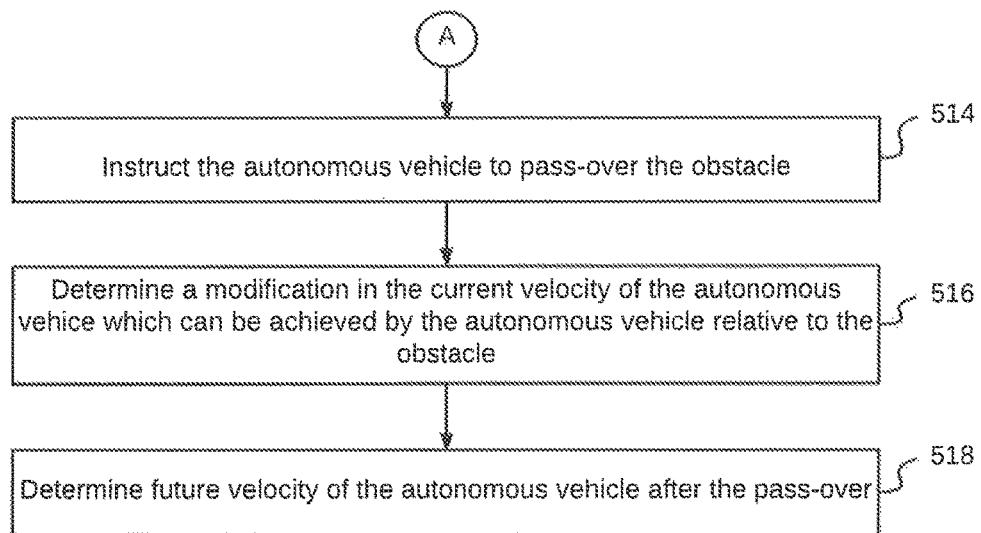 A
514
Instruct the autonomous vehicle to pass-over the obstacle
Determine a modification in the current velocity of the autonomous
516
vehice which can be achieved by the autonomous vehicle relative to the
obstacle
518
Determine future velocity of the autonomous vehicle after the pass-over